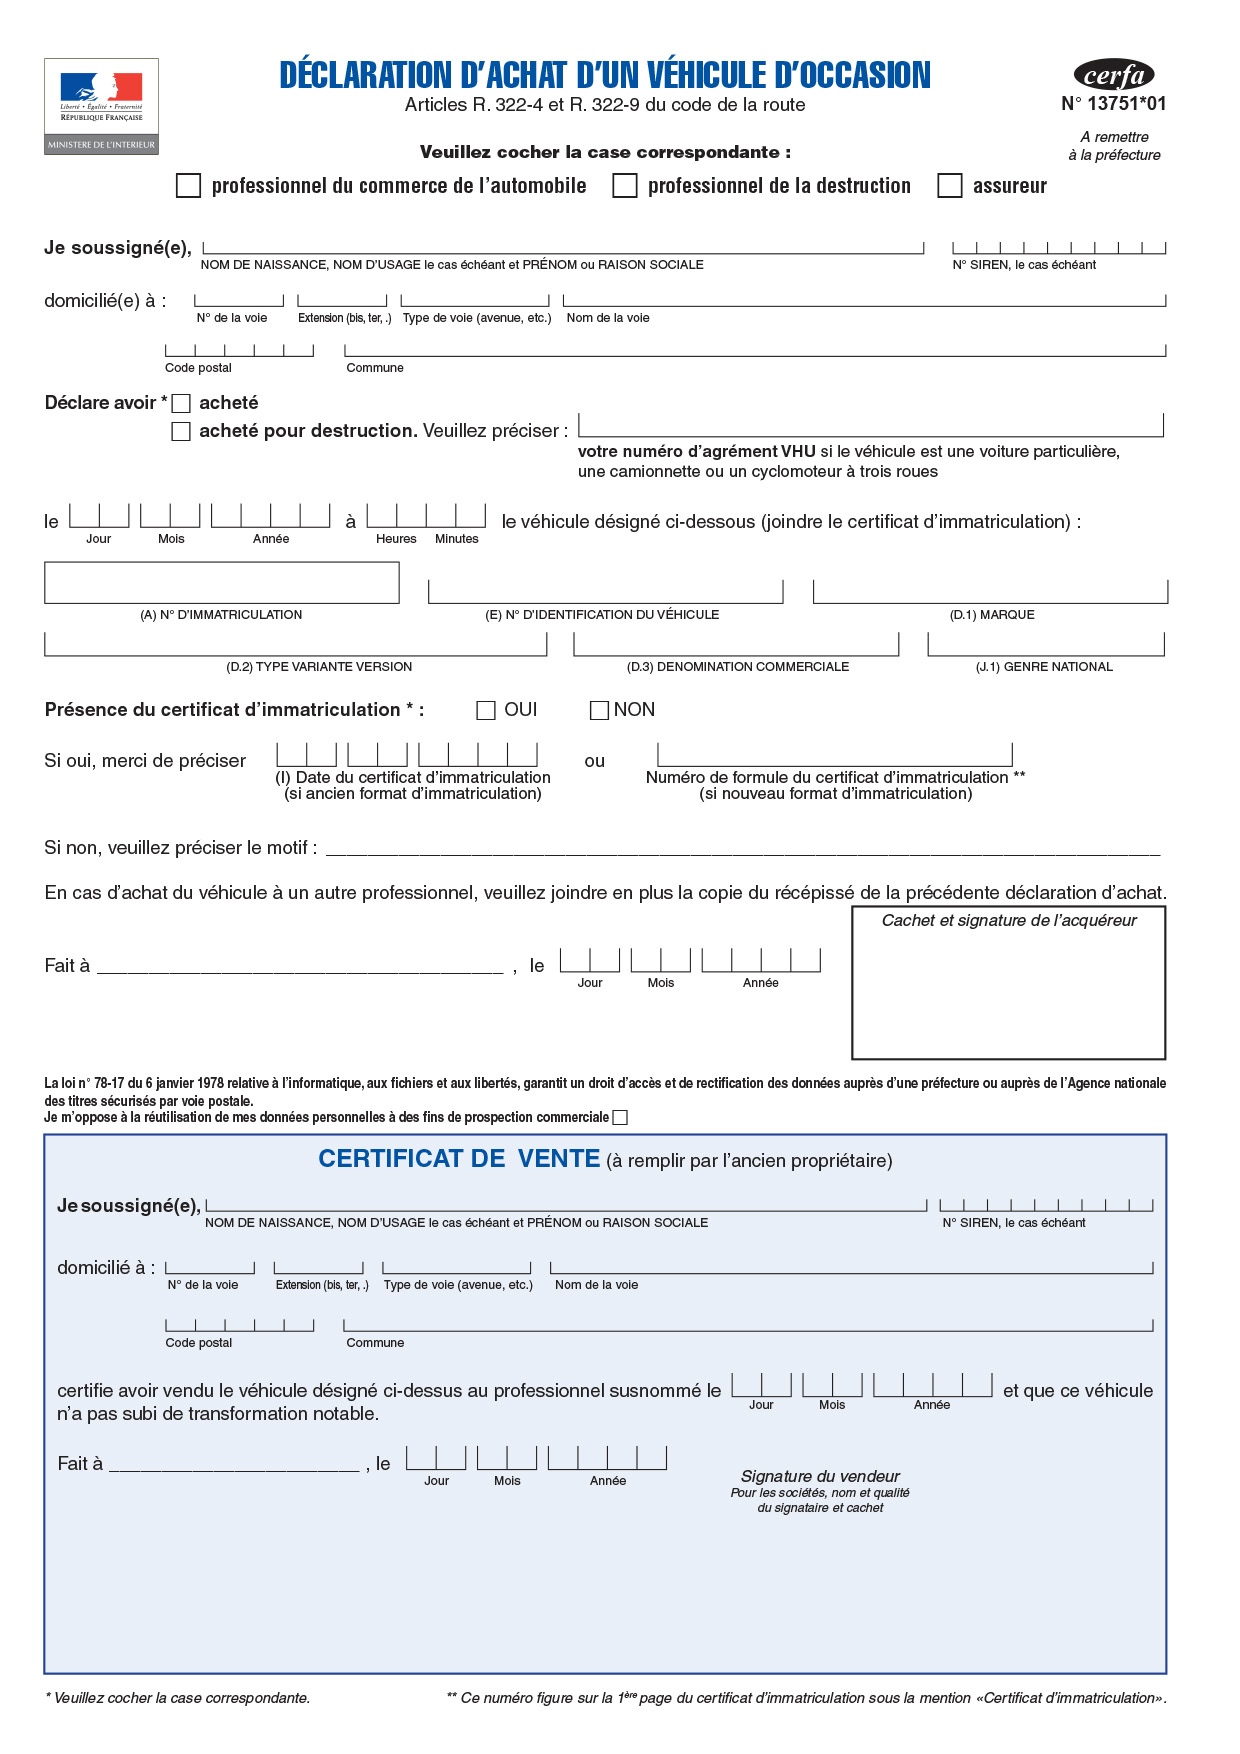 DÉCLARATION D'ACHAT D'UN VÉHICULE D'OCCASION
Articles R. 322-4 et R. 322-9 du code de la route
Liberté • Égalité • Fraternité
RÉPUBLIQUE FRANÇAISE
MINISTERE DE L'INTERIEUR
cerfa
N° 13751*01
A remettre
à la préfecture
Veuillez cocher la case correspondante :
professionnel du commerce de l'automobile professionnel de la destruction assureur
Je soussigné(e),
NOM DE NAISSANCE, NOM D'USAGE le cas échéant et PRÉNOM ou RAISON SOCIALE N° SIREN, le cas échéant
domicilié(e) à :
N° de la voie Extension (bis, ter, .) Type de voie (avenue, etc.) Nom de la voie
Code postal Commune
Déclare avoir * acheté
acheté pour destruction. Veuillez préciser :
votre numéro d'agrément VHU si le véhicule est une voiture particulière,
une camionnette ou un cyclomoteur à trois roues
le à le véhicule désigné ci-dessous (joindre le certificat d'immatriculation) :
Jour Mois Année Heures Minutes
(A) N° D'IMMATRICULATION (E) N° D'IDENTIFICATION DU VÉHICULE (D.1) MARQUE
(D.2) TYPE VARIANTE VERSION (D.3) DENOMINATION COMMERCIALE (J.1) GENRE NATIONAL
Présence du certificat d'immatriculation * : OUI NON
Si oui, merci de préciser ou
(I) Date du certificat d'immatriculation Numéro de formule du certificat d'immatriculation **
(si ancien format d'immatriculation) (si nouveau format d'immatriculation)
Si non, veuillez préciser le motif :
En cas d'achat du véhicule à un autre professionnel, veuillez joindre en plus la copie du récépissé de la précédente déclaration d'achat.
Cachet et signature de l'acquéreur
Fait à , le
Jour Mois Année
La loi n° 78-17 du 6 janvier 1978 relative à l'informatique, aux fichiers et aux libertés, garantit un droit d'accès et de rectification des données auprès d'une préfecture ou auprès de l'Agence nationale
des titres sécurisés par voie postale.
Je m'oppose à la réutilisation de mes données personnelles à des fins de prospection commerciale
CERTIFICAT DE VENTE (à remplir par l'ancien propriétaire)
Je soussigné(e),
NOM DE NAISSANCE, NOM D'USAGE le cas échéant et PRÉNOM ou RAISON SOCIALE N° SIREN, le cas échéant
domicilié à :
N° de la voie Extension (bis, ter, .) Type de voie (avenue, etc.) Nom de la voie
Code postal Commune
certifie avoir vendu le véhicule désigné ci-dessus au professionnel susnommé le et que ce véhicule
Jour Mois Année
n'a pas subi de transformation notable.
Fait à , le
Jour Mois Année
Signature du vendeur
Pour les sociétés, nom et qualité
du signataire et cachet
* Veuillez cocher la case correspondante. ** Ce numéro figure sur la 1ère page du certificat d'immatriculation sous la mention «Certificat d'immatriculation».